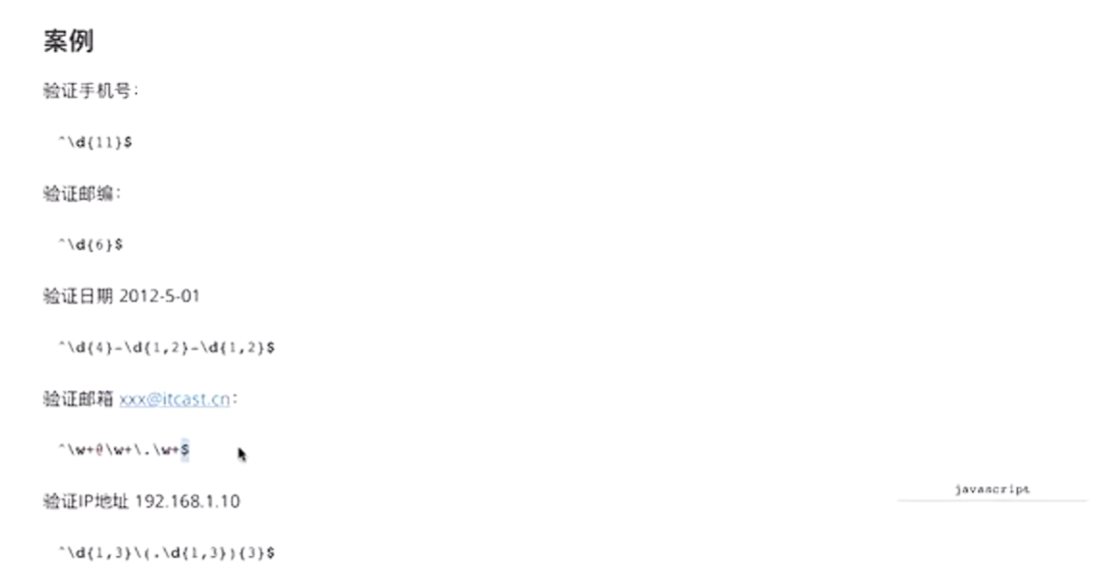 案例
验证手机号：
^\d{11}$
验证邮编：
^\d{6}$
验证日期 2012-5-01
^\d{4}-\d{1,2}-\d{1,2}$
验证邮箱 xxx@itcast.cn：
^\w+@\w+\.\w+$
验证IP地址 192.168.1.10
javascript
^\d{1,3}\(.\d{1,3}){3}$